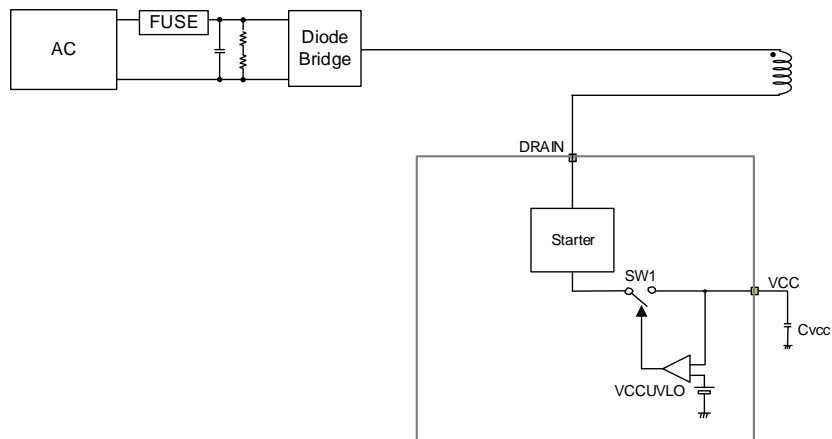 AC
FUSE
Diode
Bridge
DRAIN
Starter
SW1
VCC
Cvcc
VCCUVLO